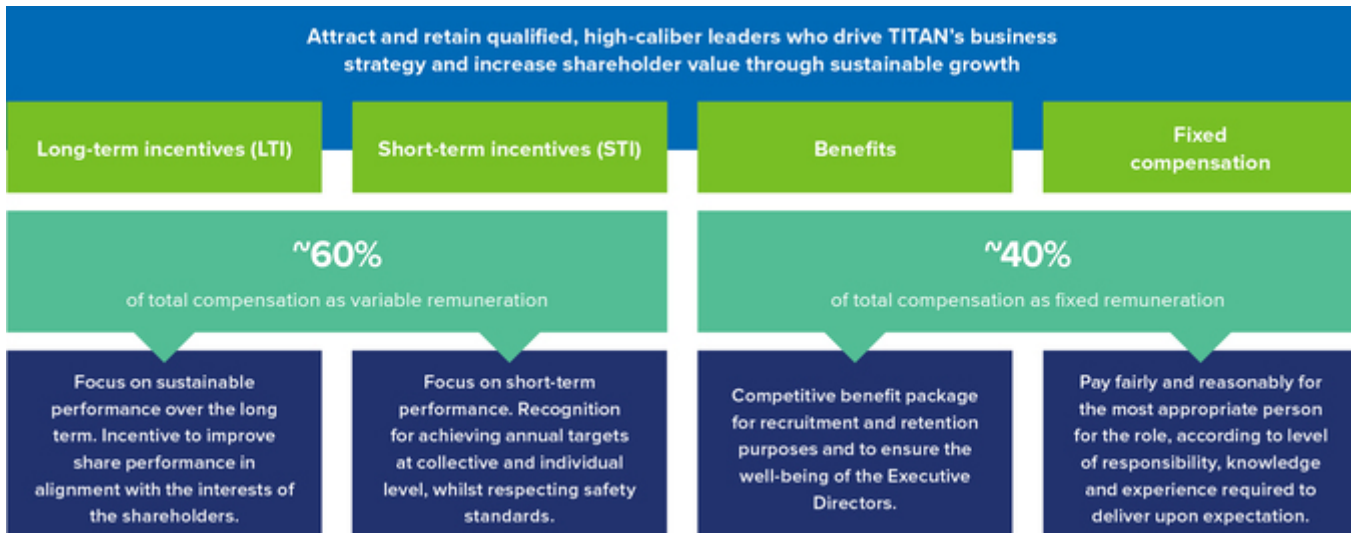 Attract and retain qualified, high-caliber leaders who drive TITAN's business
strategy and increase shareholder value through sustainable growth
Long-term incentives (LTI)
Short-term incentives (STI)
Benefits
Fixed
compensation
~60%
of total compensation as variable remuneration
~40%
of total compensation as fixed remuneration
Focus on sustainable
performance over the long
term. Incentive to improve
share performance in
alignment with the interests of
the shareholders.
Focus on short-term
performance. Recognition
for achieving annual targets
at collective and individual
level, whilst respecting safety
standards.
Competitive benefit package
for recruitment and retention
purposes and to ensure the
well-being of the Executive
Directors.
Pay fairly and reasonably for
the most appropriate person
for the role, according to level
of responsibility, knowledge
and experience required to
deliver upon expectation.